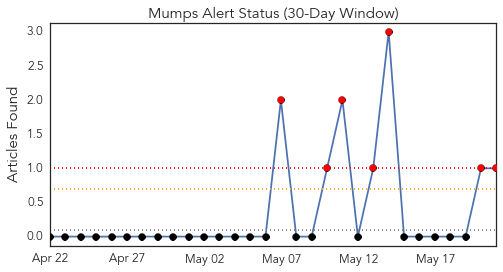 Mumps Alert Status (30-Day Window)
Articles Found
3.0
2.5
2.0
1.5
1.0
0.5
0.0
Apr 22
Apr 27
May 02
May 07
May 12
May 17